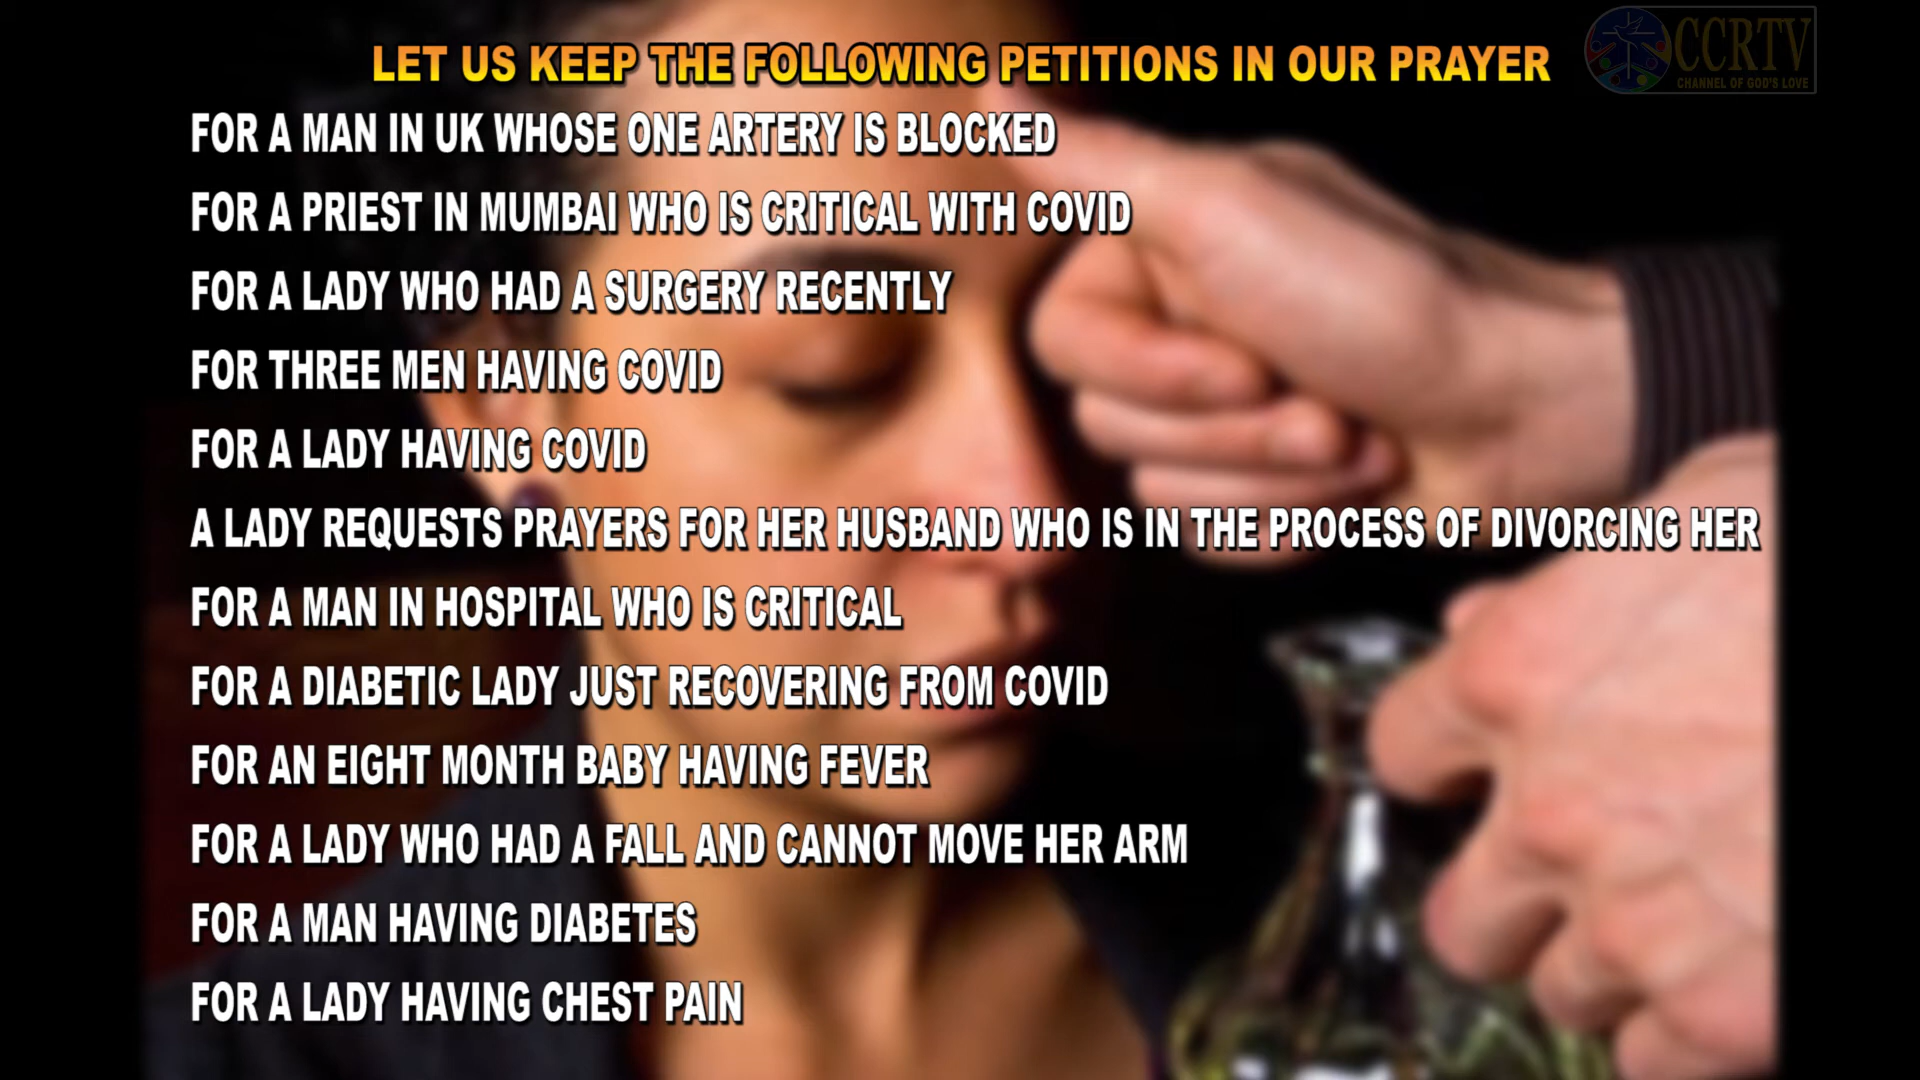 LET US KEEP THE FOLLOWING PETITIONS IN OUR PRAYER
CCRTV
CHANNEL OF GOD'S LOVE
FOR A MAN IN UK WHOSE ONE ARTERY IS BLOCKED
FOR A PRIEST IN MUMBAI WHO IS CRITICAL WITH COVID
FOR A LADY WHO HAD A SURGERY RECENTLY
FOR THREE MEN HAVING COVID
FOR A LADY HAVING COVID
A LADY REQUESTS PRAYERS FOR HER HUSBAND WHO IS IN THE PROCESS OF DIVORCING HER
FOR A MAN IN HOSPITAL WHO IS CRITICAL
FOR A DIABETIC LADY JUST RECOVERING FROM COVID
FOR AN EIGHT MONTH BABY HAVING FEVER
FOR A LADY WHO HAD A FALL AND CANNOT MOVE HER ARM
FOR A MAN HAVING DIABETES
FOR A LADY HAVING CHEST PAIN